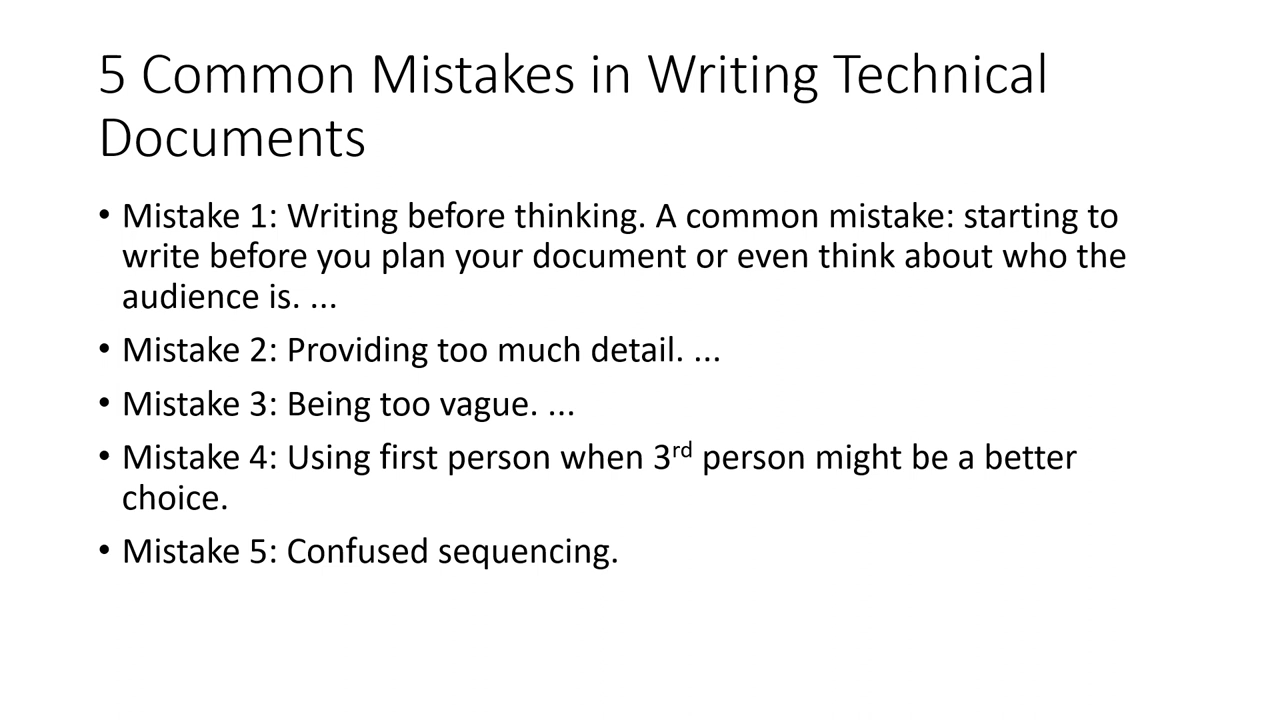 5 Common Mistakes in Writing Technical
Documents
• Mistake 1: Writing before thinking. A common mistake: starting to
write before you plan your document or even think about who the
audience is. ...
• Mistake 2: Providing too much detail. ...
• Mistake 3: Being too vague. ...
• Mistake 4: Using first person when 3rd person might be a better
choice.
• Mistake 5: Confused sequencing.